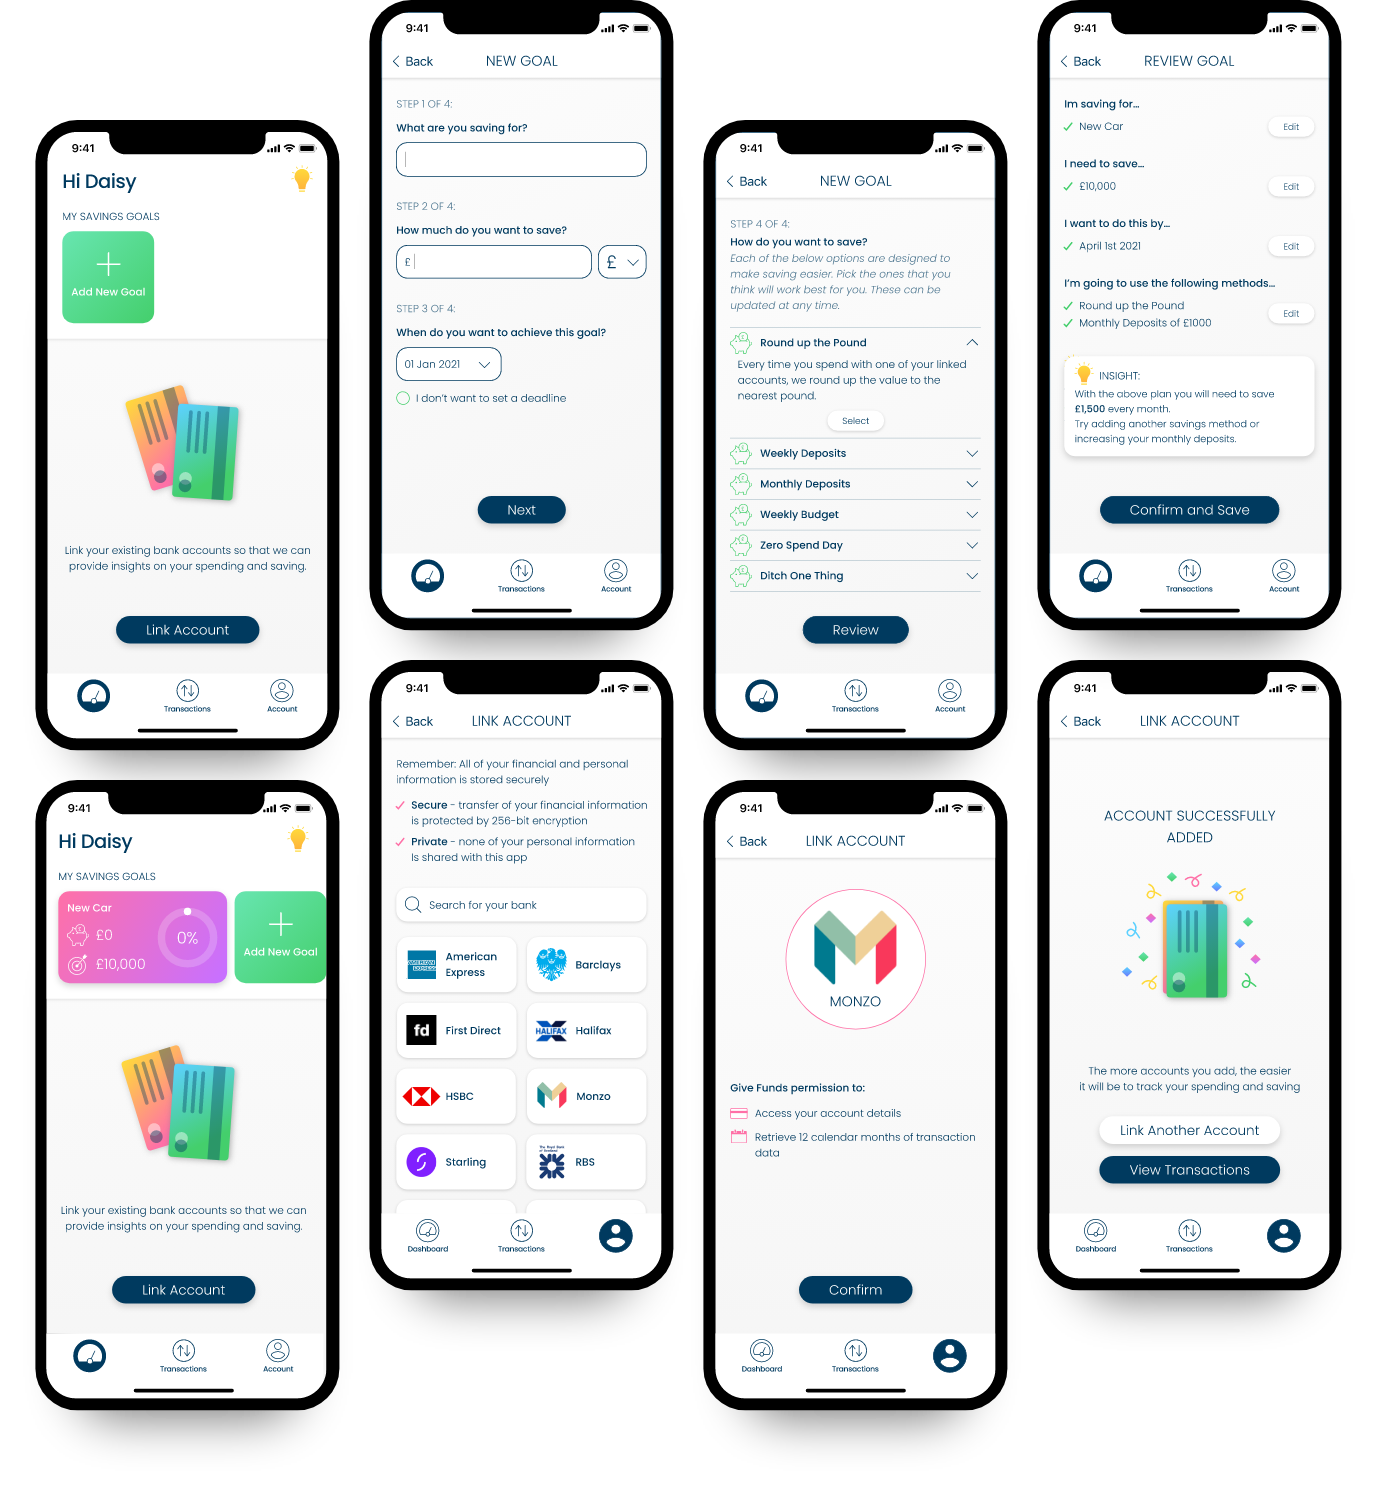 9:41
Hi Daisy
MY SAVINGS GOALS
Add New Goal
Link your existing bank accounts so that we can
provide insights on your spending and saving.
Link Account
Transactions
Account
9:41
Back
NEW GOAL
STEP 1 OF 4:
What are you saving for?
STEP 2 OF 4:
How much do you want to save?
£
£
STEP 3 OF 4:
When do you want to achieve this goal?
01 Jan 2021
I don't want to set a deadline
Next
Transactions
Account
9:41
Back
NEW GOAL
STEP 4 OF 4:
How do you want to save?
Each of the below options are designed to
make saving easier. Pick the ones that you
think will work best for you. These can be
updated at any time.
Round up the Pound
Every time you spend with one of your linked
accounts, we round up the value to the
nearest pound.
Select
Weekly Deposits
Monthly Deposits
Weekly Budget
Zero Spend Day
Ditch One Thing
Review
Transactions
Account
9:41
Back
REVIEW GOAL
Im saving for...
New Car
Edit
I need to save...
£10,000
Edit
I want to do this by...
April 1st 2021
Edit
I'm going to use the following methods...
Round up the Pound
Monthly Deposits of £1000
Edit
INSIGHT:
With the above plan you will need to save
£1,500 every month.
Try adding another savings method or
increasing your monthly deposits.
Confirm and Save
Transactions
Account
9:41
Hi Daisy
MY SAVINGS GOALS
New Car
£0
£10,000
0%
Add New Goal
Link your existing bank accounts so that we can
provide insights on your spending and saving.
Link Account
Transactions
Account
9:41
Back
LINK ACCOUNT
Remember: All of your financial and personal
information is stored securely
Secure - transfer of your financial information
is protected by 256-bit encryption
Private - none of your personal information
Is shared with this app
Search for your bank
AMERICAN
EXPRESS
American
Express
Barclays
fd
First Direct
HALIFAX
Halifax
HSBC
Monzo
Starling
The Royal Bank
of Scotland
RBS
Dashboard
Transactions
9:41
Back
LINK ACCOUNT
MONZO
Give Funds permission to:
Access your account details
Retrieve 12 calendar months of transaction
data
Confirm
Dashboard
Transactions
9:41
Back
LINK ACCOUNT
ACCOUNT SUCCESSFULLY
ADDED
The more accounts you add, the easier
it will be to track your spending and saving
Link Another Account
View Transactions
Dashboard
Transactions